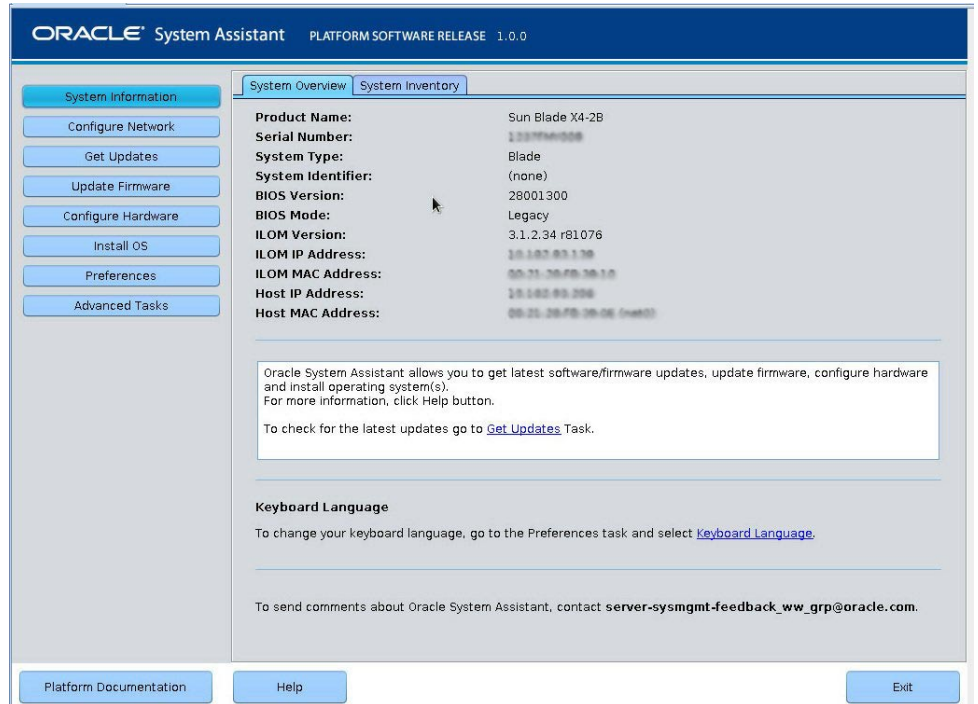 ORACLE System Assistant PLATFORM SOFTWARE RELEASE 1.0.0
System Information
Configure Network
Get Updates
Update Firmware
Configure Hardware
Install OS
Preferences
Advanced Tasks
System Overview System Inventory
Product Name: Sun Blade X4-2B
Serial Number:
System Type: Blade
System Identifier: (none)
BIOS Version: 28001300
BIOS Mode: Legacy
ILOM Version: 3.1.2.34 r81076
ILOM IP Address:
ILOM MAC Address:
Host IP Address:
Host MAC Address:
Oracle System Assistant allows you to get latest software/firmware updates, update firmware, configure hardware
and install operating system(s).
For more information, click Help button.
To check for the latest updates go to Get Updates Task.
Keyboard Language
To change your keyboard language, go to the Preferences task and select Keyboard Language.
To send comments about Oracle System Assistant, contact server-sysmgmt-feedback_ww_grp@oracle.com.
Platform Documentation Help Exit